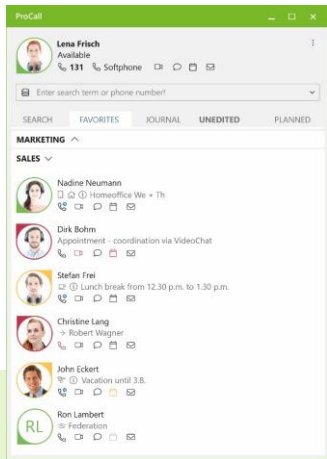 ProCall
Lena Frisch
Available
131 Softphone
Enter search term or phone number!
SEARCH FAVORITES JOURNAL UNEDITED PLANNED
MARKETING
SALES
Nadine Neumann
Homeoffice We + Th
Dirk Bohm
Appointment - coordination via VideoChat
Stefan Frei
Lunch break from 12.30 p.m. to 1.30 p.m.
Christine Lang
→ Robert Wagner
John Eckert
Vacation until 3.8.
RL
Ron Lambert
Federation